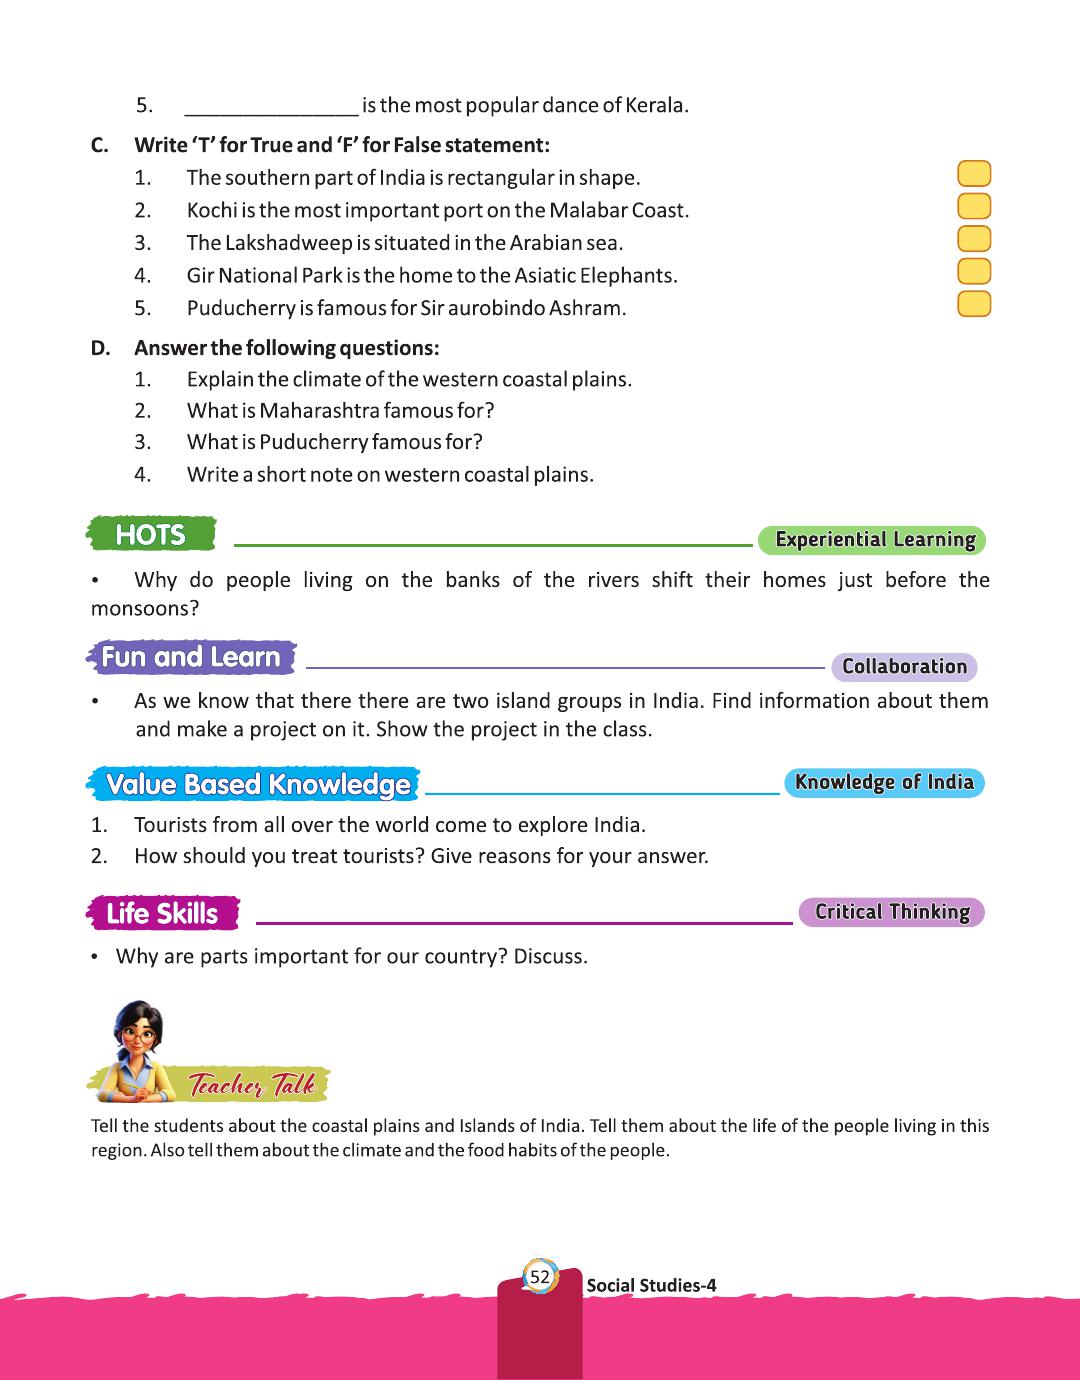 5. ________________ is the most popular dance of Kerala.
C. Write ‘T’ for True and ‘F’ for False statement:
1. The southern part of India is rectangular in shape.
2. Kochi is the most important port on the Malabar Coast.
3. The Lakshadweep is situated in the Arabian sea.
4. Gir National Park is the home to the Asiatic Elephants.
5. Puducherry is famous for Sir aurobindo Ashram.
D. Answer the following questions:
1. Explain the climate of the western coastal plains.
2. What is Maharashtra famous for?
3. What is Puducherry famous for?
4. Write a short note on western coastal plains.
HOTS Experiential Learning
• Why do people living on the banks of the rivers shift their homes just before the
monsoons?
Fun and Learn Collaboration
• As we know that there there are two island groups in India. Find information about them
and make a project on it. Show the project in the class.
Value Based Knowledge Knowledge of India
1. Tourists from all over the world come to explore India.
2. How should you treat tourists? Give reasons for your answer.
Life Skills Critical Thinking
• Why are parts important for our country? Discuss.
Teacher Talk
Tell the students about the coastal plains and Islands of India. Tell them about the life of the people living in this
region. Also tell them about the climate and the food habits of the people.
52 Social Studies-4